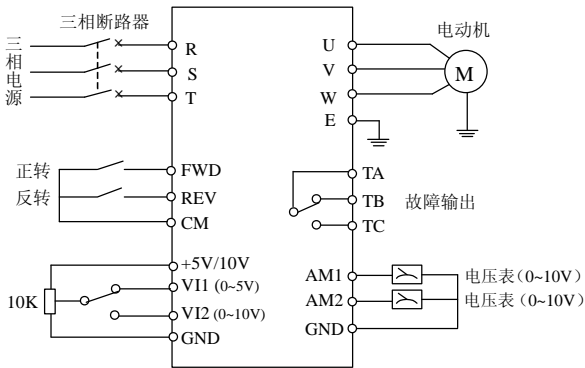 三相断路器
三相电源
R
S
T
正转
FWD
反转
REV
CM
+5V/10V
VI1 (0~5V)
10K
VI2 (0~10V)
GND
电动机
U
V
M
W
E
TA
TB
故障输出
TC
AM1
电压表（0~10V）
AM2
电压表（0~10V）
GND